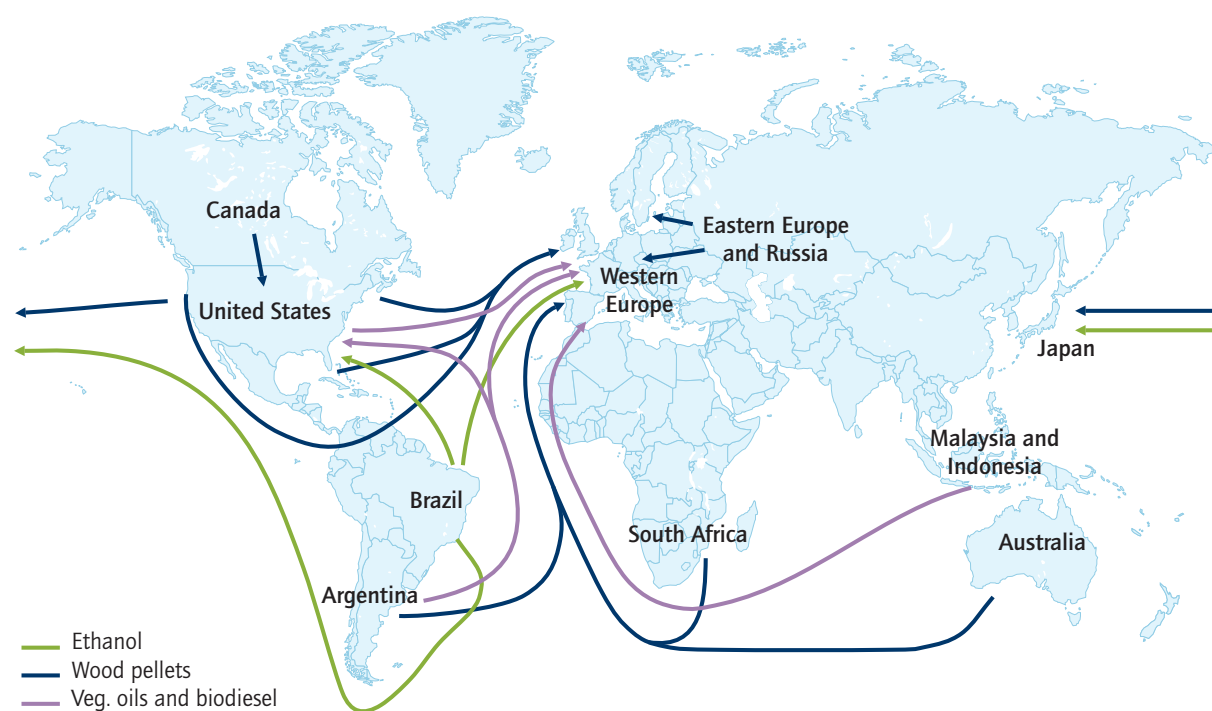 Canada
United States
Eastern Europe
and Russia
Western
Europe
Japan
Malaysia and
Indonesia
Brazil
South Africa
Australia
Argentina
Ethanol
Wood pellets
Veg. oils and biodiesel